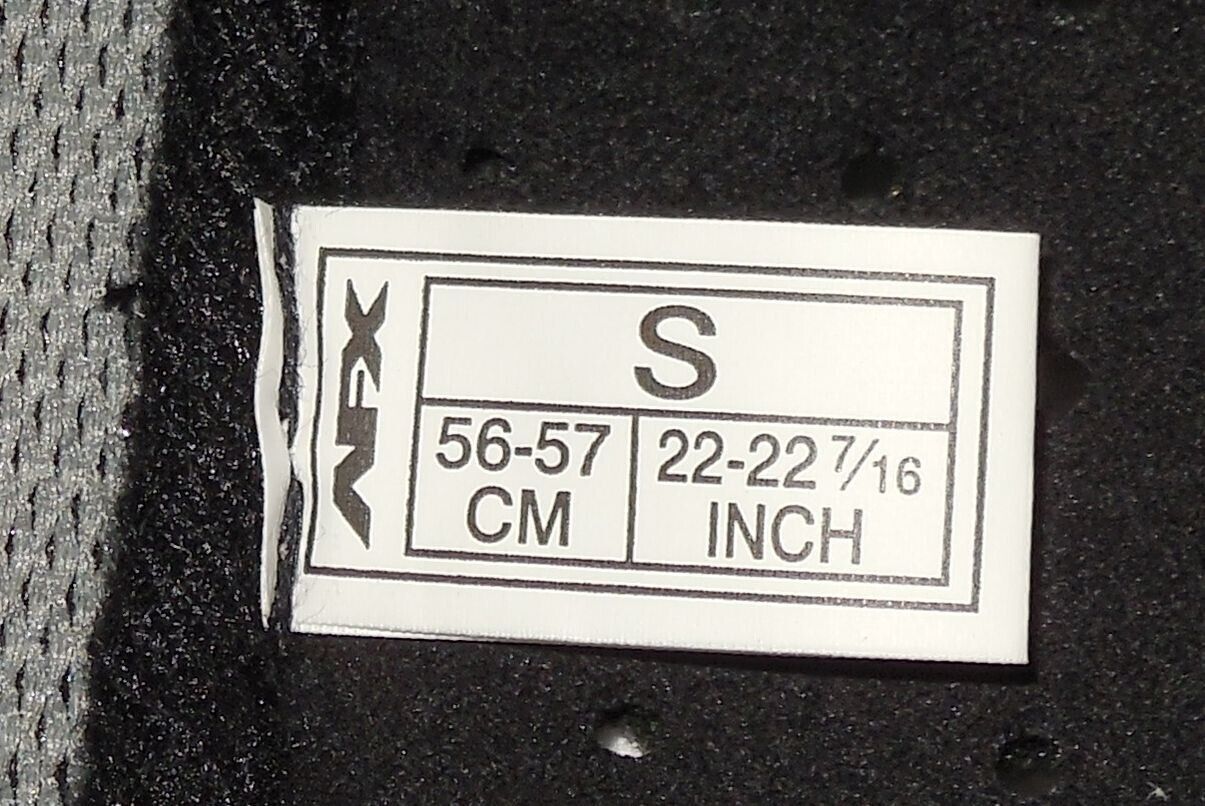 AFX
S
56-57
CM
22-22 7/16
INCH